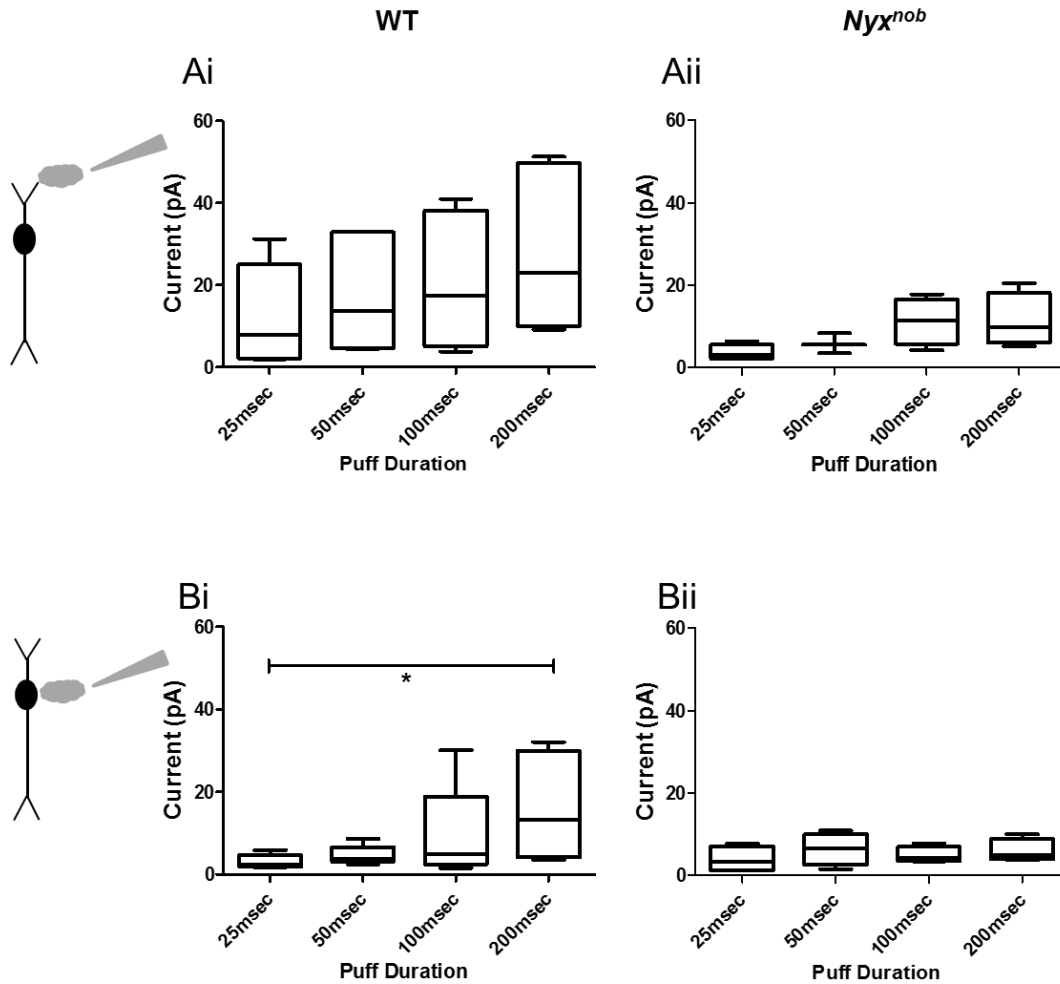 WT
Nyx^nob
Ai
60
40
20
0
Current (pA)
25msec
50msec
100msec
200msec
Puff Duration
Aii
60
40
20
0
Current (pA)
25msec
50msec
100msec
200msec
Puff Duration
Bi
60
40
20
0
Current (pA)
*
25msec
50msec
100msec
200msec
Puff Duration
Bii
60
40
20
0
Current (pA)
25msec
50msec
100msec
200msec
Puff Duration